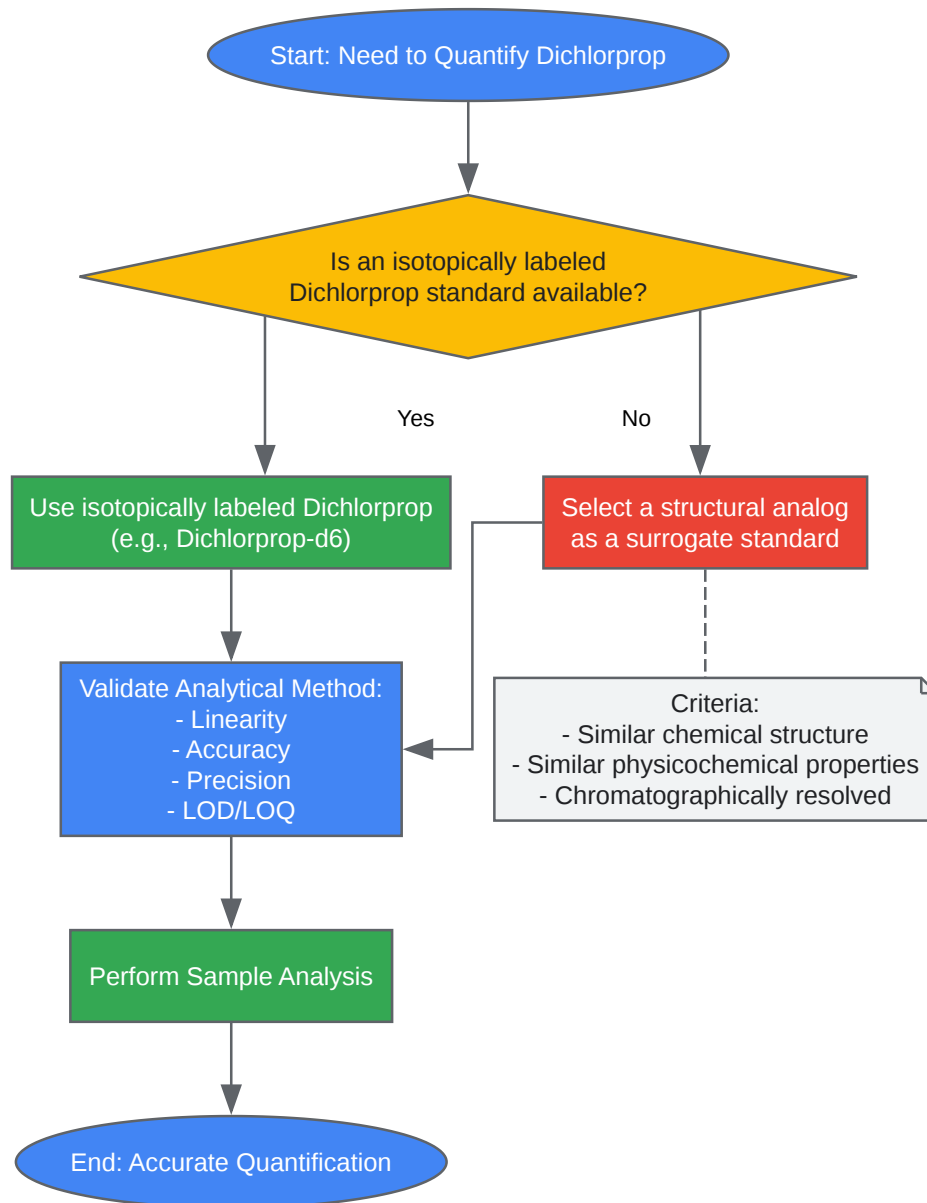 Start: Need to Quantify Dichlorprop
Is an isotopically labeled
Dichlorprop standard available?
Yes
No
Use isotopically labeled Dichlorprop
(e.g., Dichlorprop-d6)
Select a structural analog
as a surrogate standard
Validate Analytical Method:
- Linearity
- Accuracy
- Precision
- LOD/LOQ
Criteria:
- Similar chemical structure
- Similar physicochemical properties
- Chromatographically resolved
Perform Sample Analysis
End: Accurate Quantification